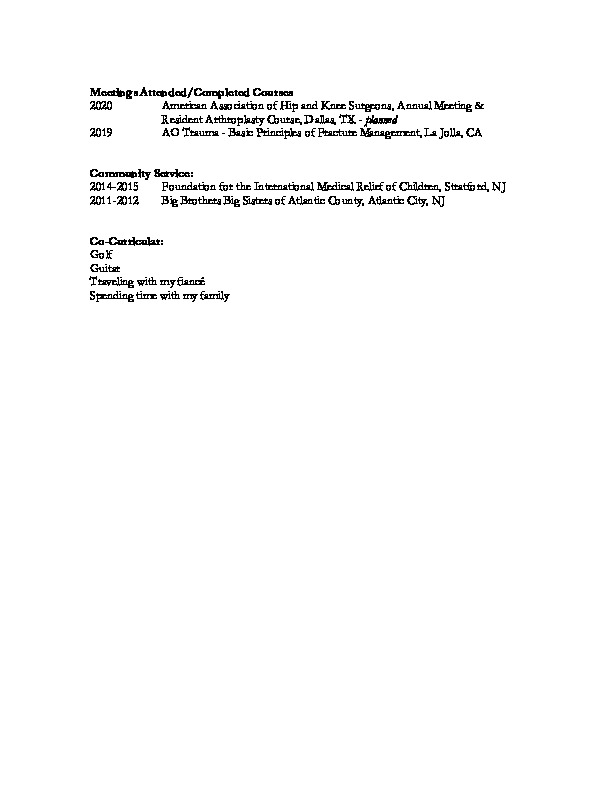 Meetings Attended/Completed Courses
2020 American Association of Hip and Knee Surgeons, Annual Meeting &
Resident Arthroplasty Course, Dallas, TX - planned
2019 AO Trauma - Basic Principles of Fracture Management, La Jolla, CA
Community Service:
2014-2015 Foundation for the International Medical Relief of Children, Stratford, NJ
2011-2012 Big Brothers Big Sisters of Atlantic County, Atlantic City, NJ
Co-Curricular:
Golf
Guitar
Traveling with my fiancé
Spending time with my family